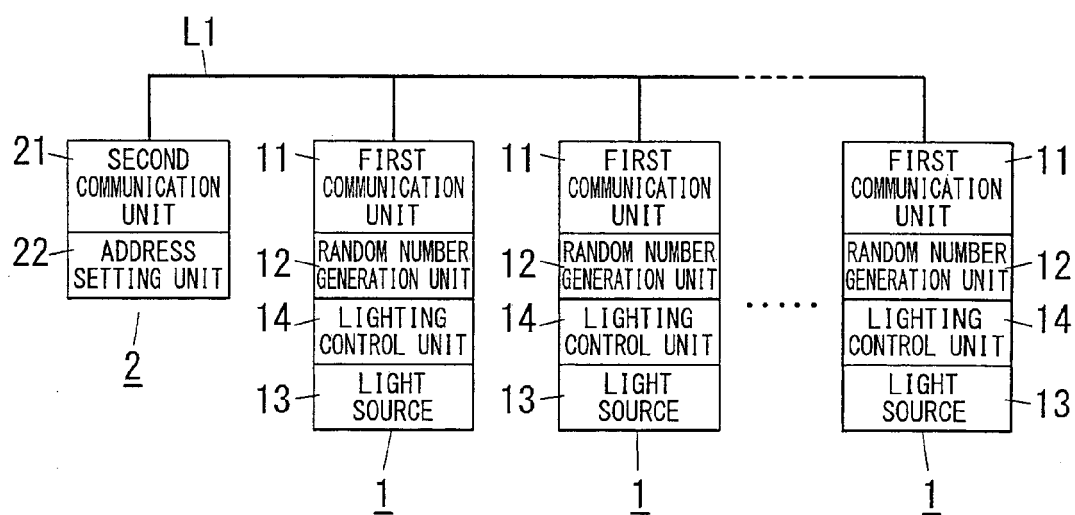 L1
21
SECOND
COMMUNICATION
UNIT
22
ADDRESS
SETTING UNIT
2
11
FIRST
COMMUNICATION
UNIT
12
RANDOM NUMBER
GENERATION UNIT
14
LIGHTING
CONTROL UNIT
13
LIGHT
SOURCE
1
11
FIRST
COMMUNICATION
UNIT
12
RANDOM NUMBER
GENERATION UNIT
14
LIGHTING
CONTROL UNIT
13
LIGHT
SOURCE
1
.....
FIRST
COMMUNICATION
UNIT
11
RANDOM NUMBER
GENERATION UNIT
12
LIGHTING
CONTROL UNIT
14
LIGHT
SOURCE
13
1